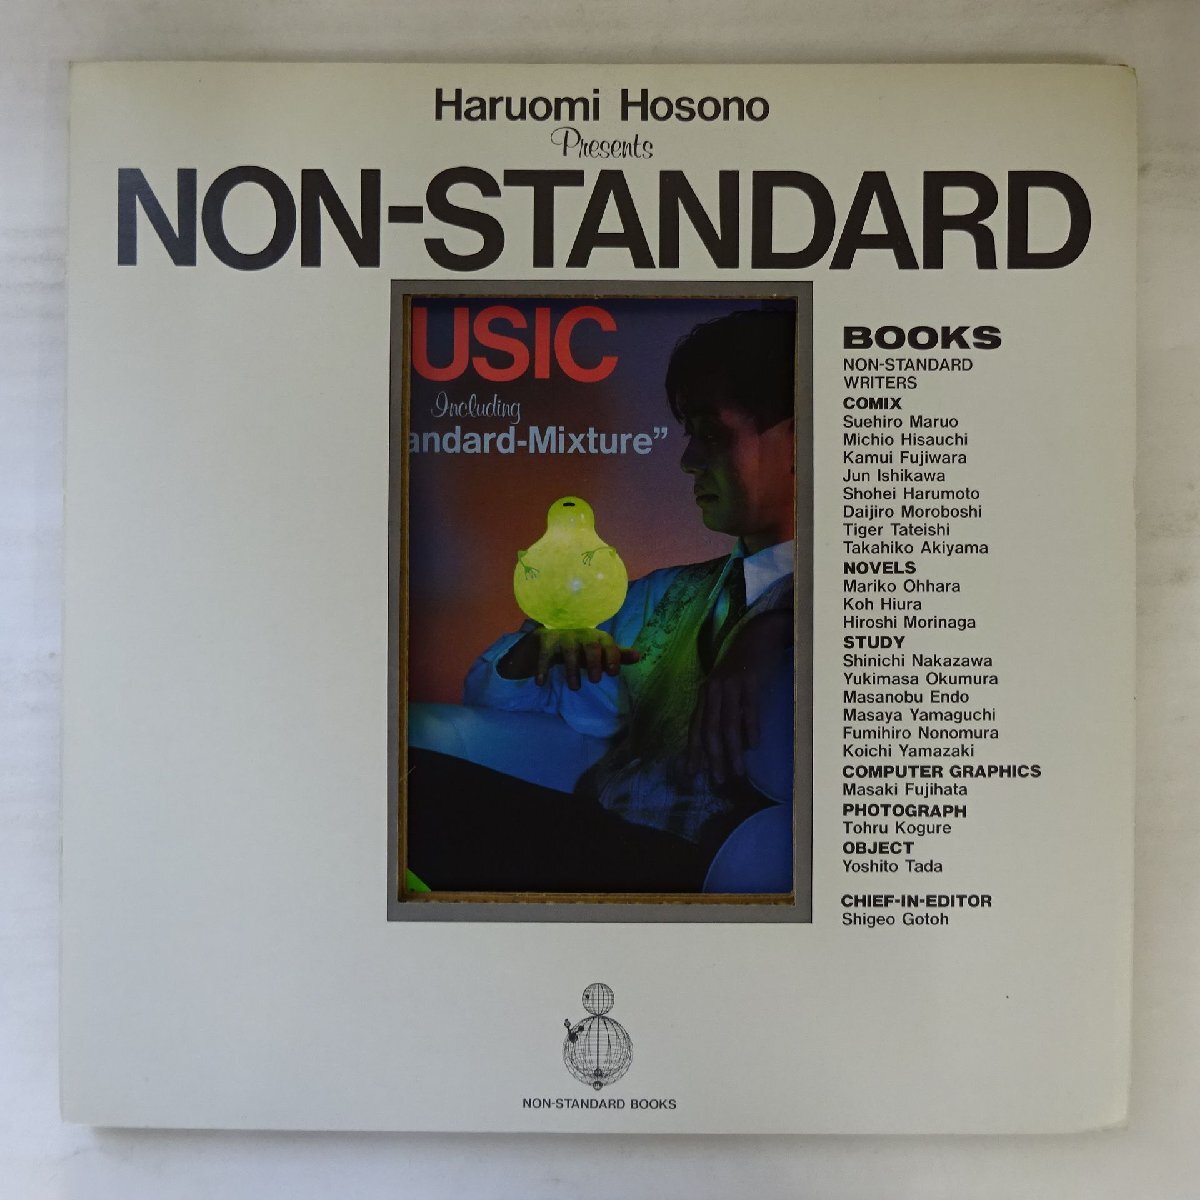 Haruomi Hosono
Presents
NON-STANDARD
USIC
Including
andard-Mixture”
BOOKS
NON-STANDARD
WRITERS
COMIX
Suehiro Maruo
Michio Hisauchi
Kamui Fujiwara
Jun Ishikawa
Shohei Harumoto
Daijiro Moroboshi
Tiger Tateishi
Takahiko Akiyama
NOVELS
Mariko Ohhara
Koh Hiura
Hiroshi Morinaga
STUDY
Shinichi Nakazawa
Yukimasa Okumura
Masanobu Endo
Masaya Yamaguchi
Fumihiro Nonomura
Koichi Yamazaki
COMPUTER GRAPHICS
Masaki Fujihata
PHOTOGRAPH
Tohru Kogure
OBJECT
Yoshito Tada
CHIEF-IN-EDITOR
Shigeo Gotoh
NON-STANDARD BOOKS